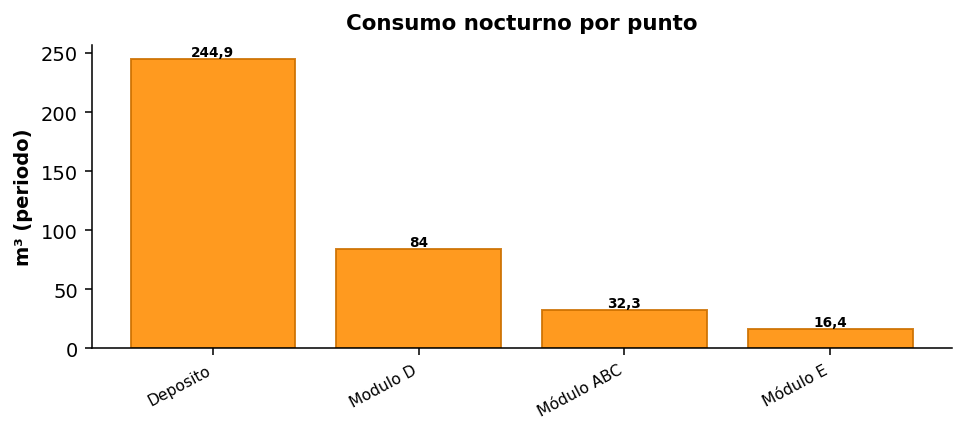 Consumo nocturno por punto
m³ (periodo)
250
200
150
100
50
0
244,9
84
32,3
16,4
Deposito
Modulo D
Módulo ABC
Módulo E